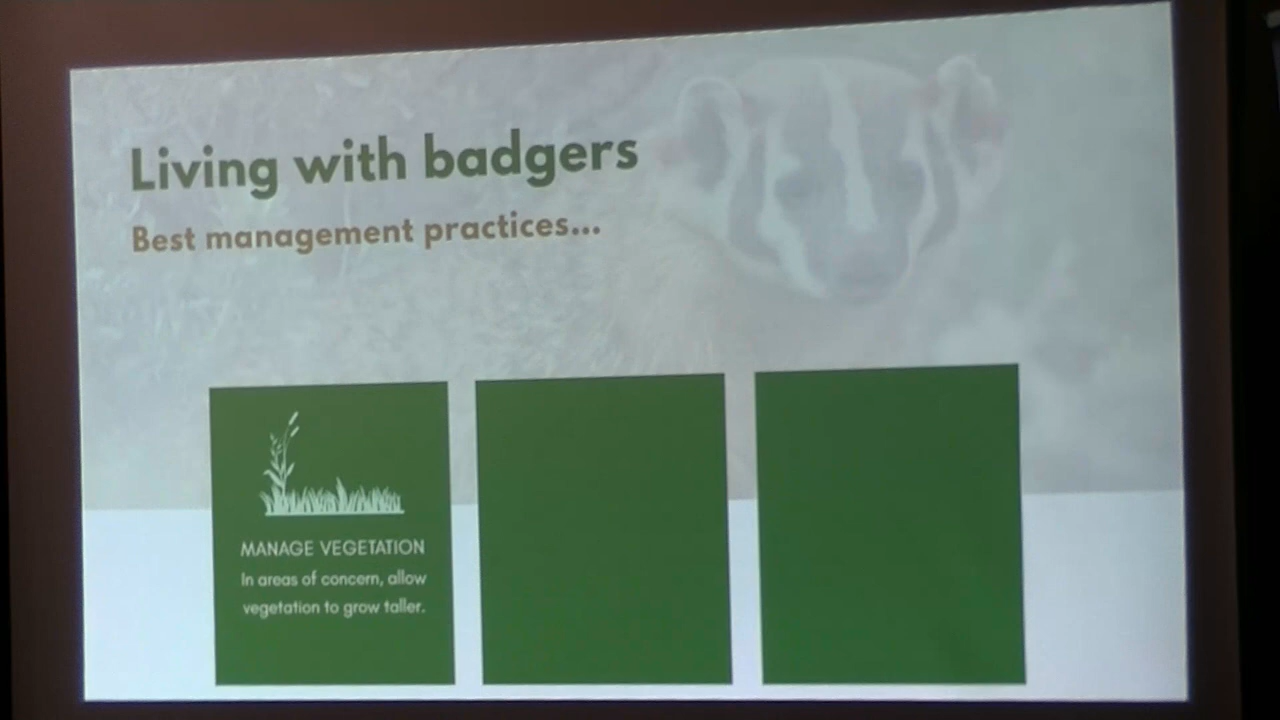 Living with badgers
Best management practices...
MANAGE VEGETATION
In areas of concern, allow
vegetation to grow taller.